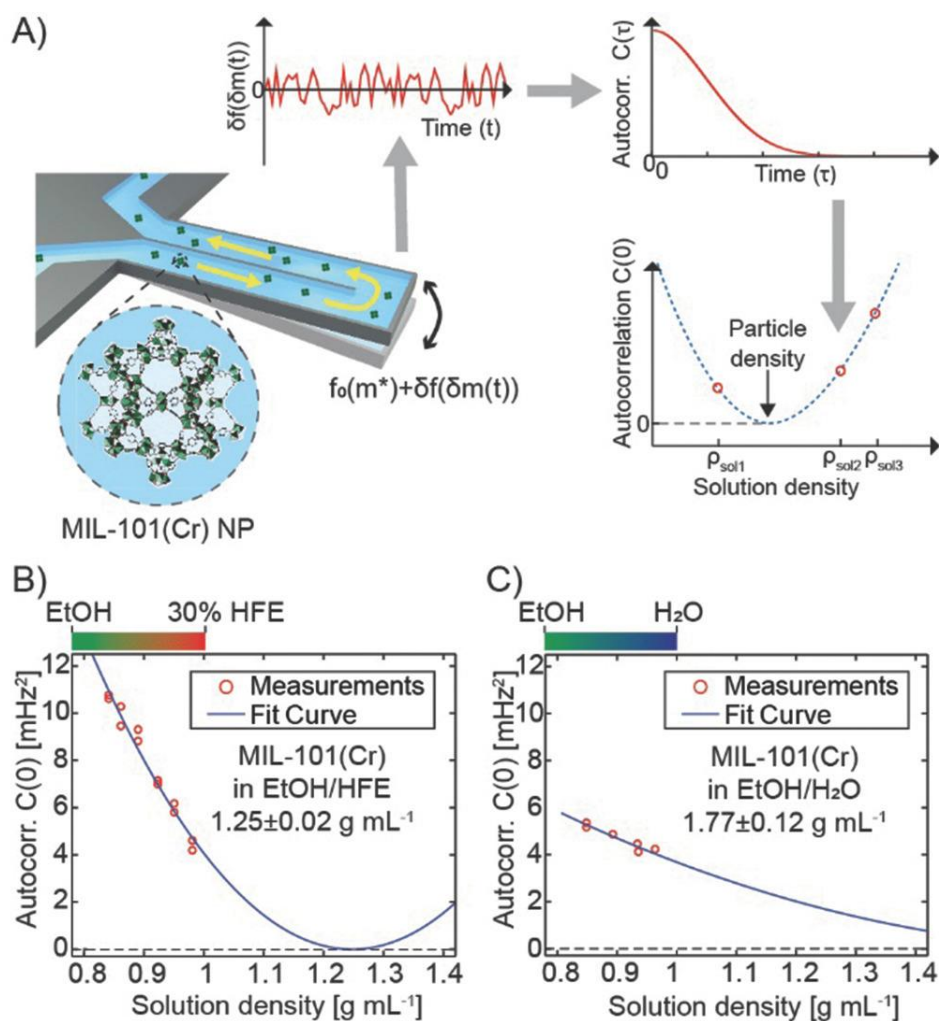 A)
δf(δm(t))
0
Time (t)
Autocorr. C(τ)
0
0
Time (τ)
f₀(m*)+δf(δm(t))
MIL-101(Cr) NP
Autocorrelation C(0)
Particle
density
0
ρsol1
ρsol2
ρsol3
Solution density
B)
EtOH
30% HFE
Autocorr. C(0) [mHz²]
12
10
8
6
4
2
0
Measurements
Fit Curve
MIL-101(Cr)
in EtOH/HFE
1.25±0.02 g mL⁻¹
0.8 0.9 1 1.1 1.2 1.3 1.4
Solution density [g mL⁻¹]
C)
EtOH
H₂O
Autocorr. C(0) [mHz²]
12
10
8
6
4
2
0
Measurements
Fit Curve
MIL-101(Cr)
in EtOH/H₂O
1.77±0.12 g mL⁻¹
0.8 0.9 1 1.1 1.2 1.3 1.4
Solution density [g mL⁻¹]